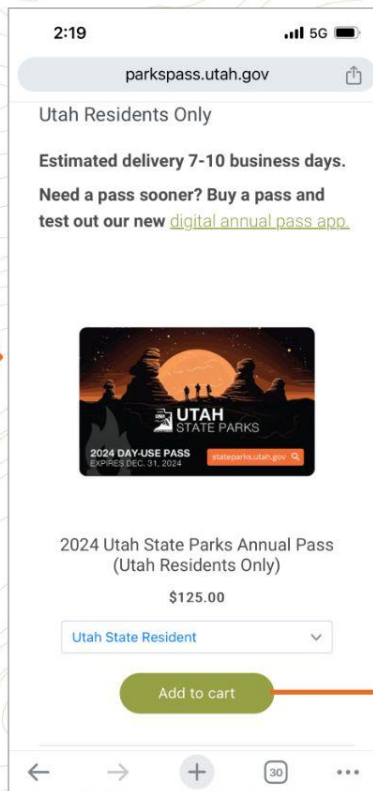 2:19
5G
parkspass.utah.gov
Utah Residents Only
Estimated delivery 7-10 business days.
Need a pass sooner? Buy a pass and
test out our new digital annual pass app.
UTAH
STATE PARKS
2024 DAY-USE PASS
EXPIRES DEC. 31, 2024
stateparks.utah.gov
2024 Utah State Parks Annual Pass
(Utah Residents Only)
$125.00
Utah State Resident
Add to cart
30